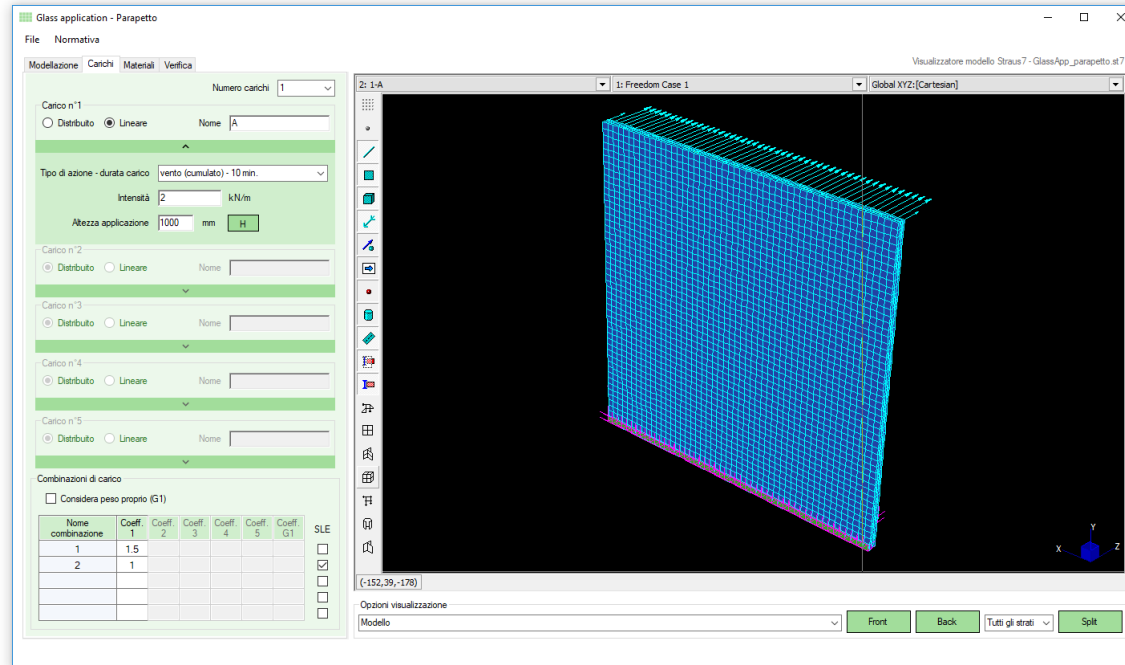 Glass application - Parapetto
File Normativa
Modellazione Carichi Materiali Verifica
Visualizzatore modello Straus7 - GlassApp_parapetto.st7
Numero carichi 1
Carico n°1
Distribuito Lineare Nome A
Tipo di azione - durata carico vento (cumulato) - 10 min.
Intensità 2 kN/m
Altezza applicazione 1000 mm H
Carico n°2
Distribuito Lineare Nome
Carico n°3
Distribuito Lineare Nome
Carico n°4
Distribuito Lineare Nome
Carico n°5
Distribuito Lineare Nome
Combinazioni di carico
Considera peso proprio (G1)
Nome combinazione Coeff. 1 Coeff. 2 Coeff. 3 Coeff. 4 Coeff. 5 Coeff. G1 SLE
1 1.5
2 1
2: 1-A 1: Freedom Case 1 Global XYZ:[Cartesian]
Y
X Z
(-152,39,-178)
Opzioni visualizzazione
Modello Front Back Tutti gli strati Split